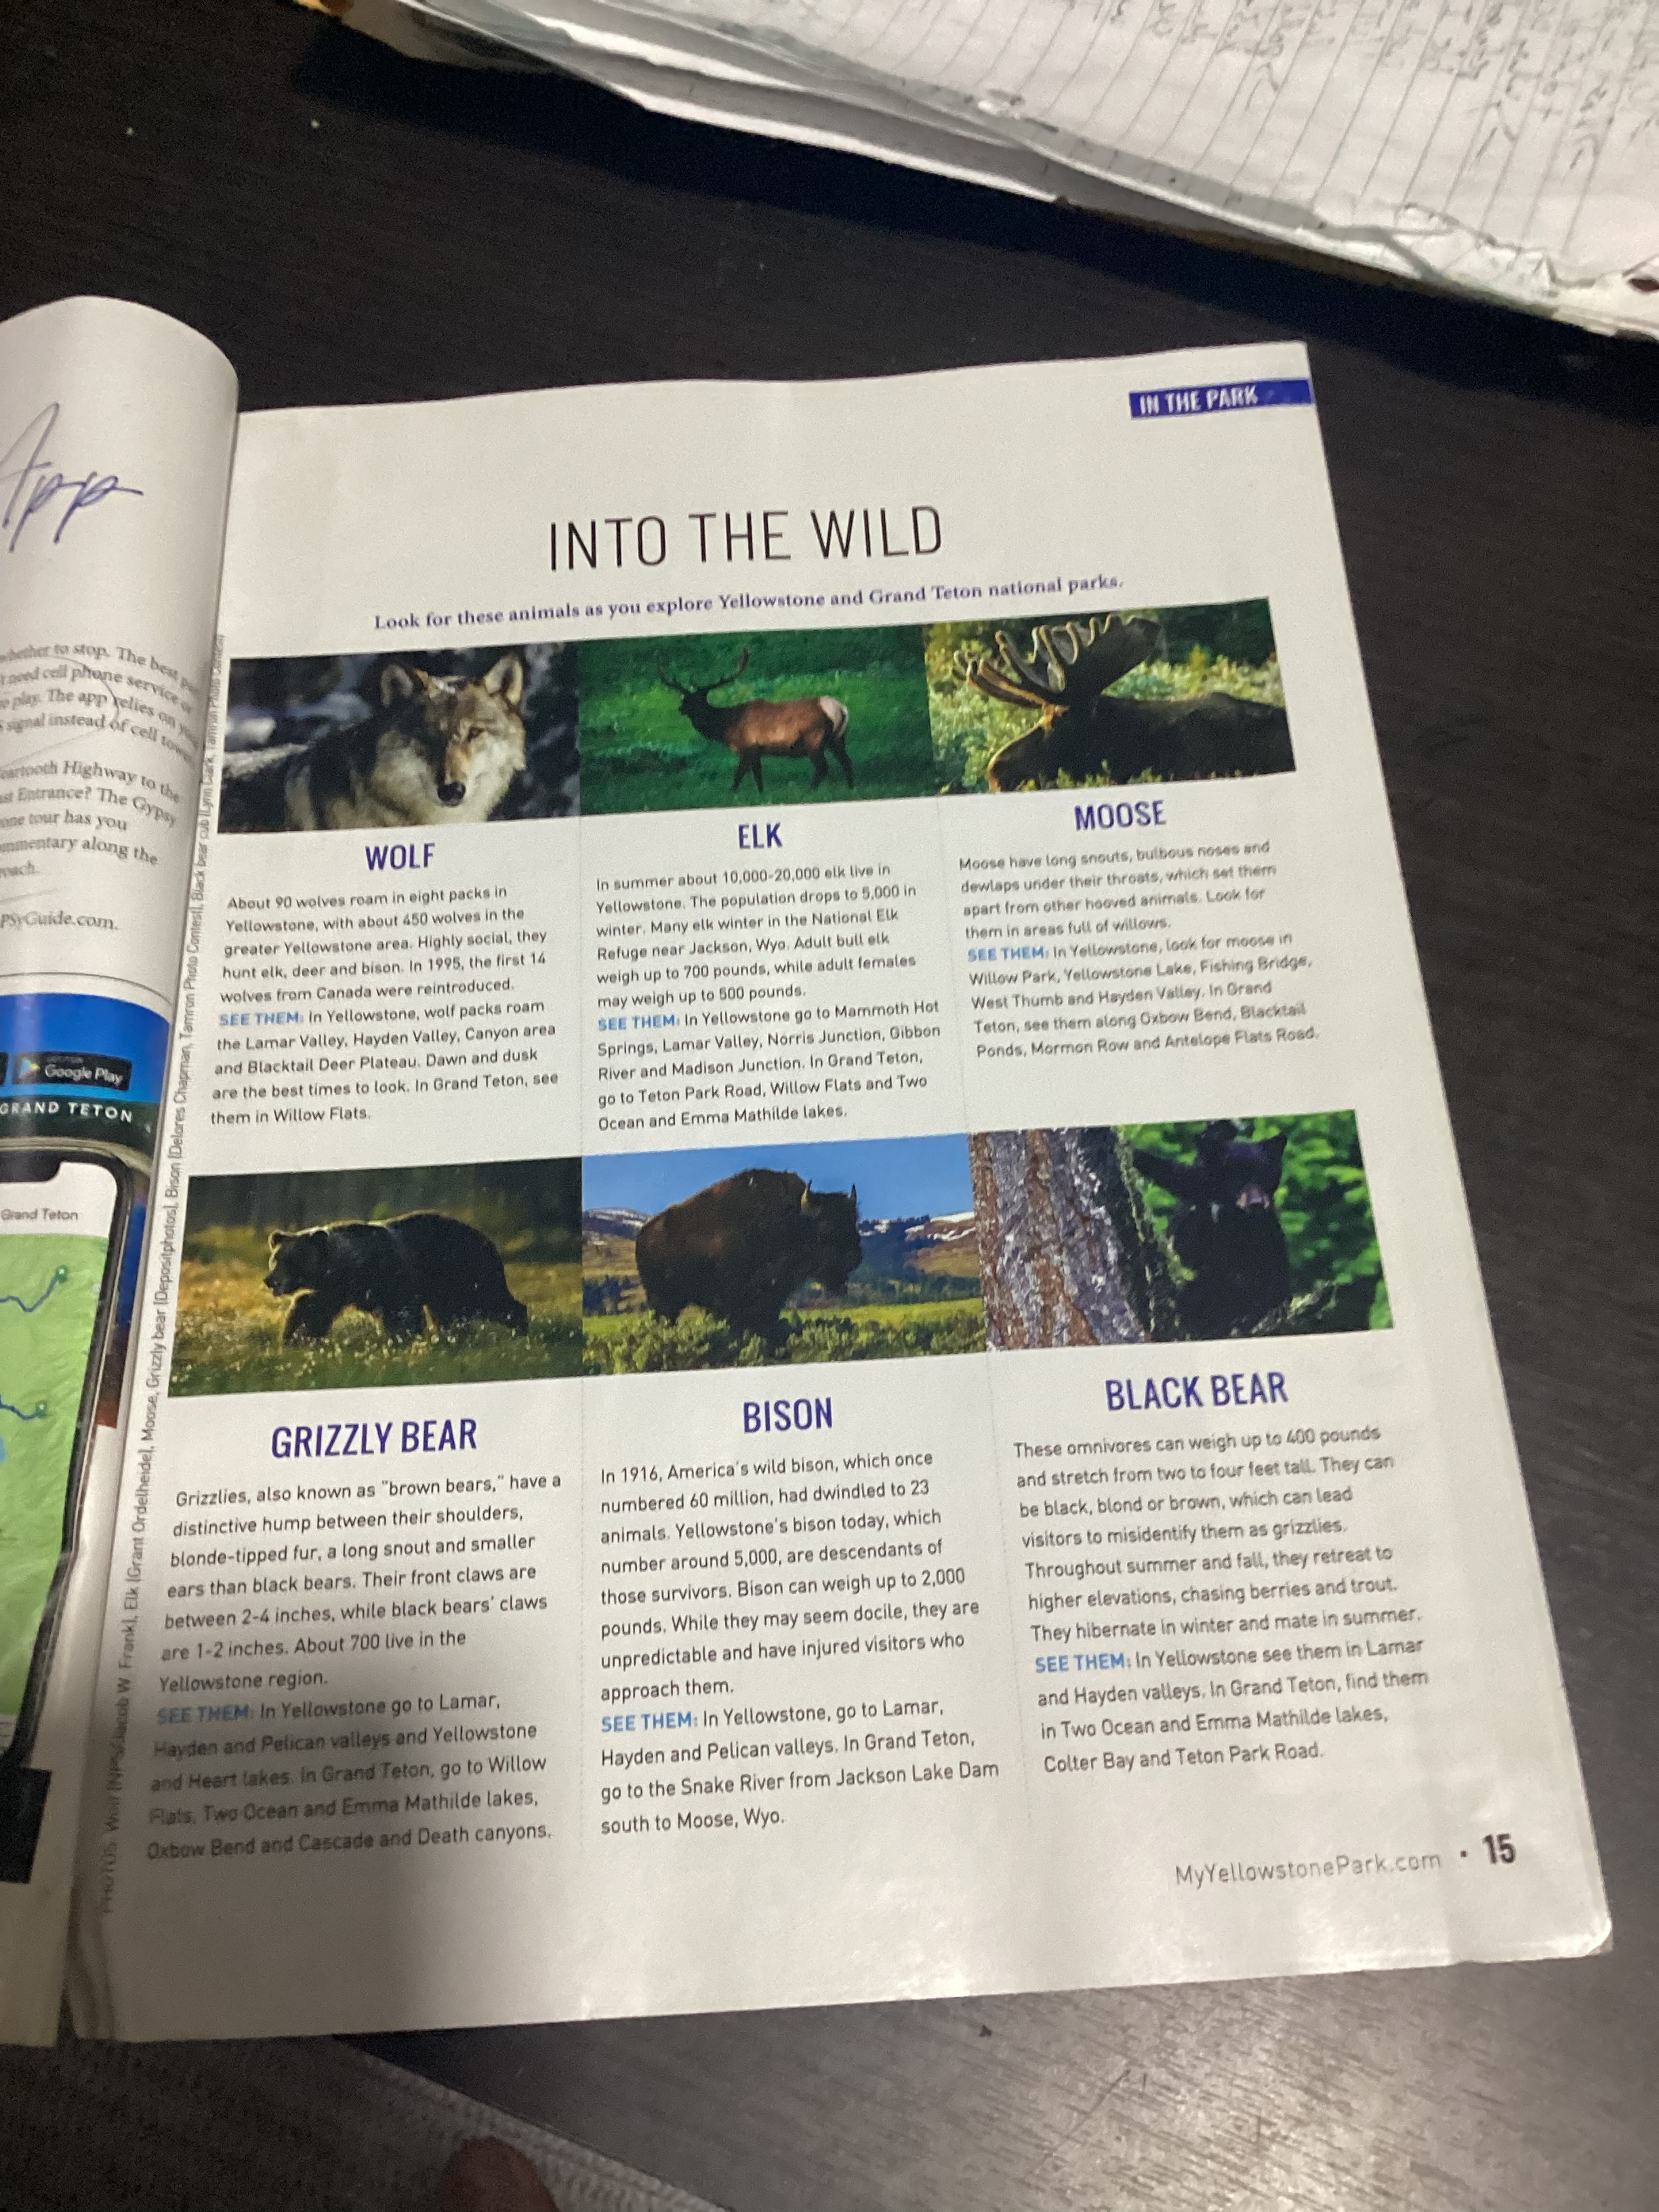 App
whether to stop. The best
need cell phone service or
play. The app relies on
signal instead of cell
Highway to the
Entrance? The Gypsy
tour has you
along the
PSyGuide.com.
Google Play
GRAND TETON
Grand Teton
IN THE PARK
INTO THE WILD
Look for these animals as you explore Yellowstone and Grand Teton national parks.
WOLF
About 90 wolves roam in eight packs in
Yellowstone, with about 450 wolves in the
greater Yellowstone area. Highly social, they
hunt elk, deer and bison. In 1995, the first 14
wolves from Canada were reintroduced.
SEE THEM: In Yellowstone, wolf packs roam
the Lamar Valley, Hayden Valley, Canyon area
and Blacktail Deer Plateau. Dawn and dusk
are the best times to look. In Grand Teton, see
them in Willow Flats.
ELK
In summer about 10,000-20,000 elk live in
Yellowstone. The population drops to 5,000 in
winter. Many elk winter in the National Elk
Refuge near Jackson, Wyo. Adult bull elk
weigh up to 700 pounds, while adult females
may weigh up to 500 pounds.
SEE THEM: In Yellowstone go to Mammoth Hot
Springs, Lamar Valley, Norris Junction, Gibbon
River and Madison Junction. In Grand Teton,
go to Teton Park Road, Willow Flats and Two
Ocean and Emma Mathilde lakes.
MOOSE
Moose have long snouts, bulbous noses and
dewlaps under their throats, which set them
apart from other hooved animals. Look for
them in areas full of willows.
SEE THEM: In Yellowstone, look for moose in
Willow Park, Yellowstone Lake, Fishing Bridge,
West Thumb and Hayden Valley. In Grand
Teton, see them along Oxbow Bend, Blacktail
Ponds, Mormon Row and Antelope Flats Road.
GRIZZLY BEAR
Grizzlies, also known as "brown bears," have a
distinctive hump between their shoulders,
blonde-tipped fur, a long snout and smaller
ears than black bears. Their front claws are
between 2-4 inches, while black bears' claws
are 1-2 inches. About 700 live in the
Yellowstone region.
SEE THEM: In Yellowstone go to Lamar,
Hayden and Pelican valleys and Yellowstone
and Heart lakes. In Grand Teton, go to Willow
Flats, Two Ocean and Emma Mathilde lakes,
Oxbow Bend and Cascade and Death canyons.
BISON
In 1916, America's wild bison, which once
numbered 60 million, had dwindled to 23
animals. Yellowstone's bison today, which
number around 5,000, are descendants of
those survivors. Bison can weigh up to 2,000
pounds. While they may seem docile, they are
unpredictable and have injured visitors who
approach them.
SEE THEM: In Yellowstone, go to Lamar,
Hayden and Pelican valleys. In Grand Teton,
go to the Snake River from Jackson Lake Dam
south to Moose, Wyo.
BLACK BEAR
These omnivores can weigh up to 400 pounds
and stretch from two to four feet tall. They can
be black, blond or brown, which can lead
visitors to misidentify them as grizzlies.
Throughout summer and fall, they retreat to
higher elevations, chasing berries and trout.
They hibernate in winter and mate in summer.
SEE THEM: In Yellowstone see them in Lamar
and Hayden valleys. In Grand Teton, find them
in Two Ocean and Emma Mathilde lakes,
Colter Bay and Teton Park Road.
PHOTOS: Wolf (NPS/Jacob W. Frank), Elk (Grant Ordelheide), Moose, Grizzly bear (Depositphotos), Bison (Delores Chapman, Tamron Photo Contest), Black bear cub (Lynn Clark, Tamron Photo Contest)
MyYellowstonePark.com • 15